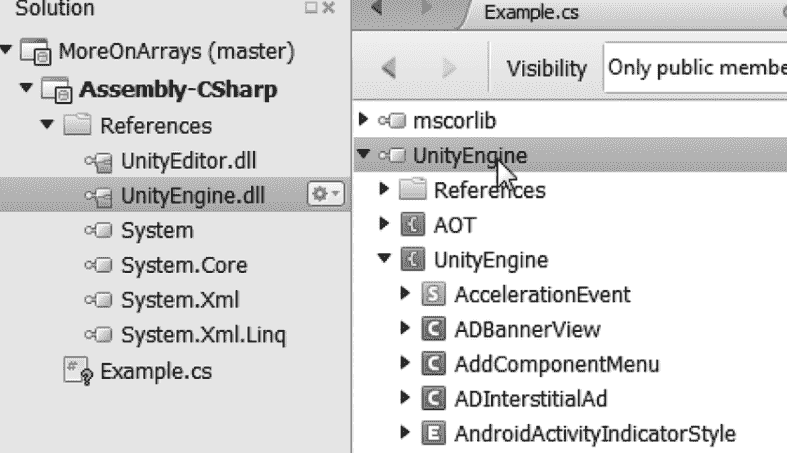 Solution
MoreOnArrays (master)
Assembly-CSharp
References
UnityEditor.dll
UnityEngine.dll
System
System.Core
System.Xml
System.Xml.Linq
Example.cs
Example.cs
Visibility
Only public membe
mscorlib
UnityEngine
References
AOT
UnityEngine
S AccelerationEvent
C ADBannerView
C AddComponentMenu
C ADInterstitialAd
E AndroidActivityIndicatorStyle